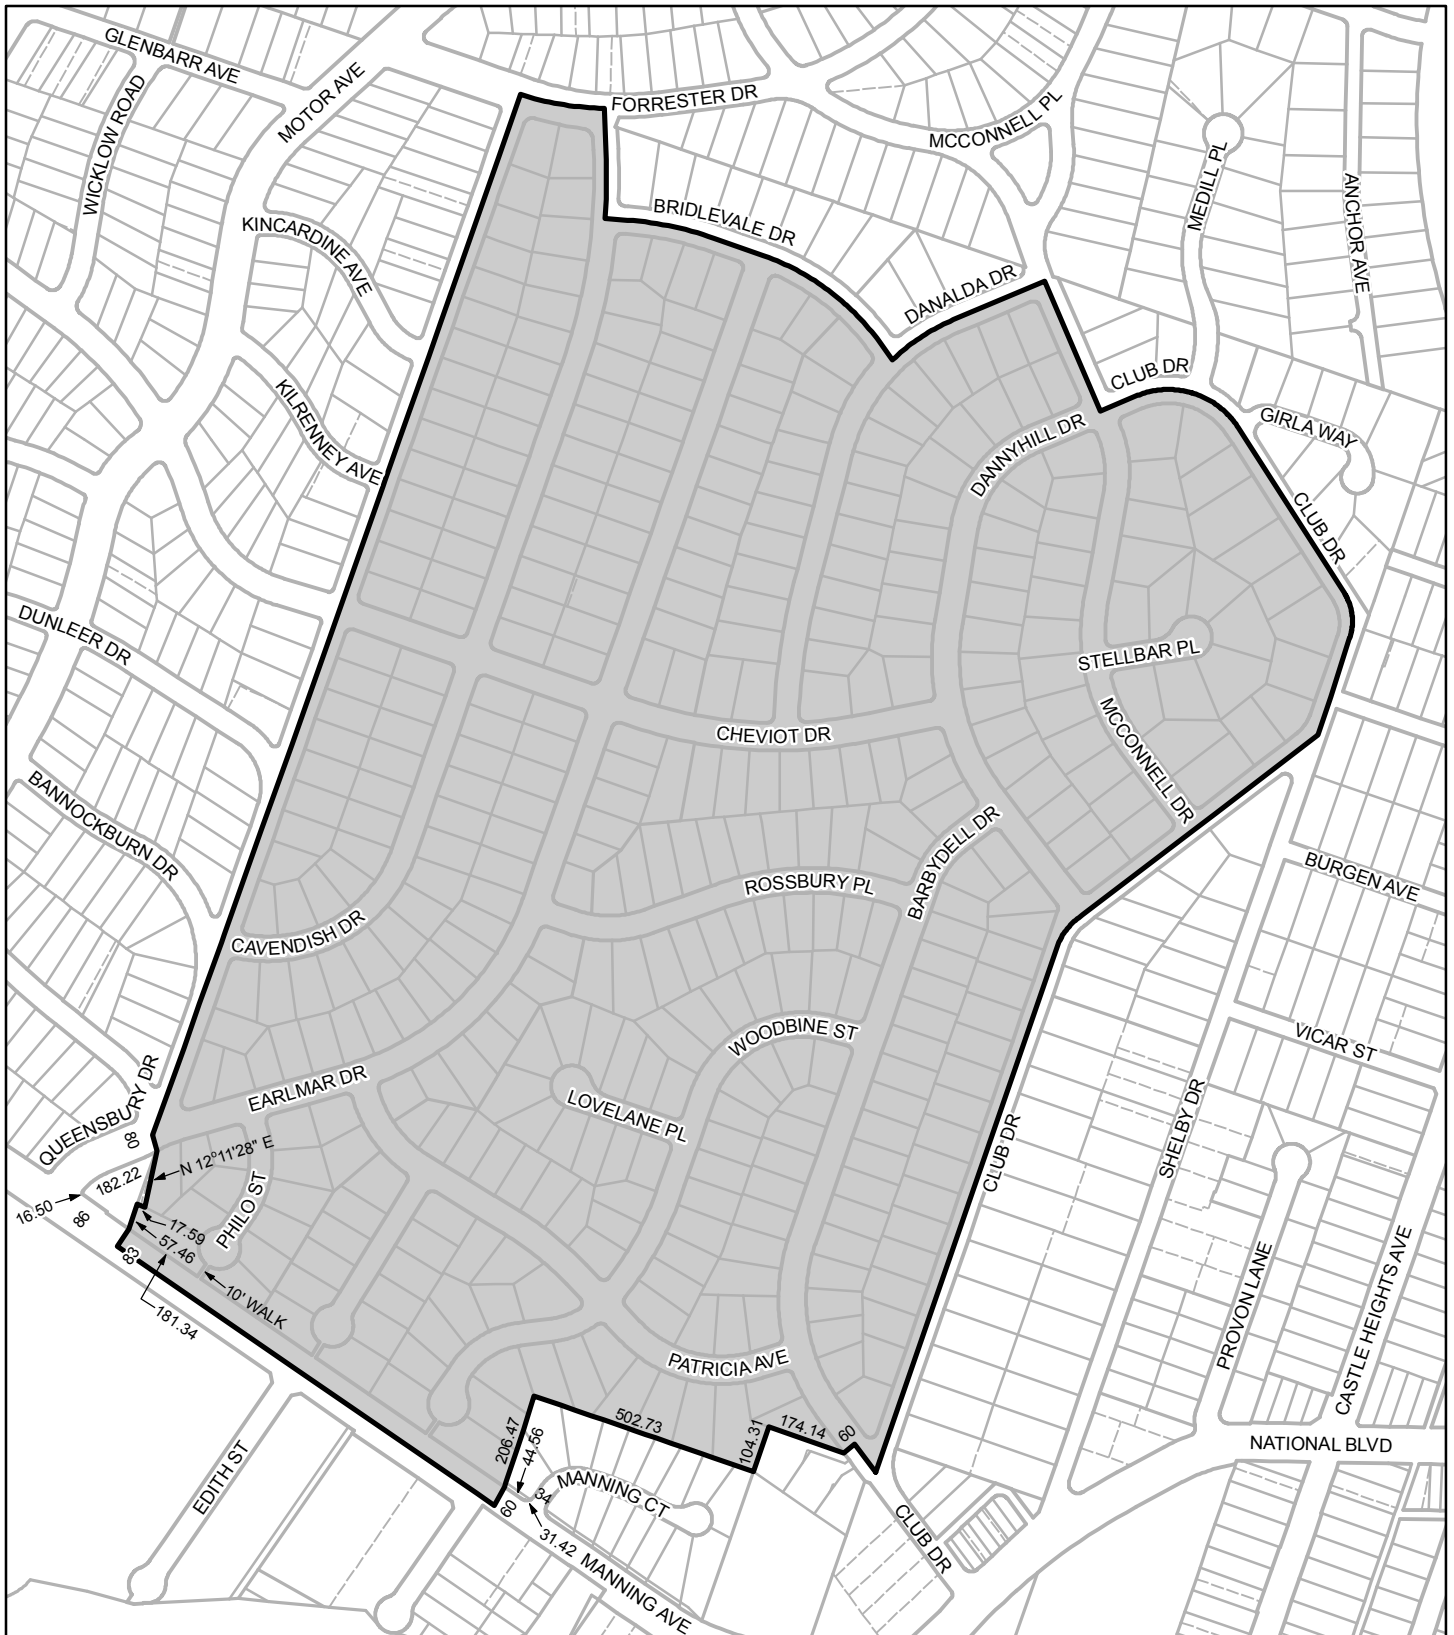 GLENBARR AVE
MOTOR AVE
WICKLOW ROAD
FORRESTER DR
MCCONNELL PL
MEDILL PL
ANCHOR AVE
KINCARDINE AVE
BRIDLEVALE DR
DANALDA DR
CLUB DR
GIRLA WAY
KILRENNEY AVE
DANNYHILL DR
CLUB DR
DUNLEER DR
STELLBAR PL
CHEVIOT DR
MCCONNELL DR
BANNOCKBURN DR
BARBYDELL DR
BURGEN AVE
ROSSBURY PL
CAVENDISH DR
WOODBINE ST
VICAR ST
QUEENSBURY DR
EARLMAR DR
LOVELANE PL
SHELBY DR
CLUB DR
80
N 12°11'28" E
182.22
16.50
86
PHILO ST
17.59
57.46
83
10' WALK
181.34
PROVON LANE
CASTLE HEIGHTS AVE
PATRICIA AVE
502.73
174.14
60
206.47
44.56
104.31
NATIONAL BLVD
EDITH ST
MANNING CT
34
60
31.42
MANNING AVE
CLUB DR